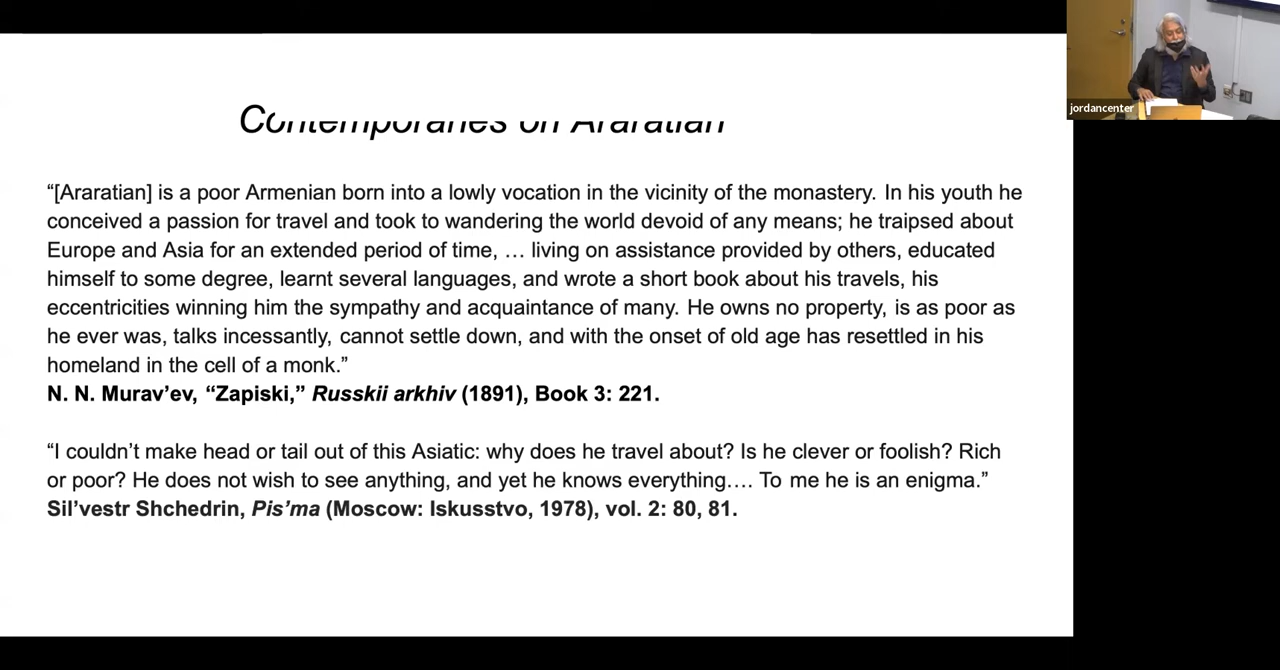 Contemporaries on Araratian
jordancenter
“[Araratian] is a poor Armenian born into a lowly vocation in the vicinity of the monastery. In his youth he
conceived a passion for travel and took to wandering the world devoid of any means; he traipsed about
Europe and Asia for an extended period of time, … living on assistance provided by others, educated
himself to some degree, learnt several languages, and wrote a short book about his travels, his
eccentricities winning him the sympathy and acquaintance of many. He owns no property, is as poor as
he ever was, talks incessantly, cannot settle down, and with the onset of old age has resettled in his
homeland in the cell of a monk.”
N. N. Murav’ev, “Zapiski,” Russkii arkhiv (1891), Book 3: 221.
“I couldn’t make head or tail out of this Asiatic: why does he travel about? Is he clever or foolish? Rich
or poor? He does not wish to see anything, and yet he knows everything…. To me he is an enigma.”
Sil’vestr Shchedrin, Pis’ma (Moscow: Iskusstvo, 1978), vol. 2: 80, 81.